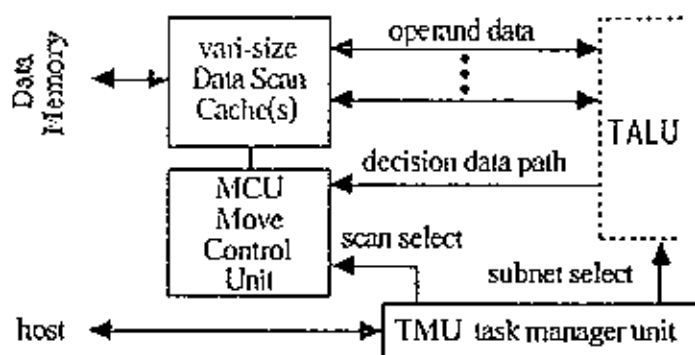 vari-size
Data Scan
Cache(s)
operand data
Data
Memory
TALU
decision data path
MCU
Move
Control
Unit
scan select
subnet select
host
TMU task manager unit